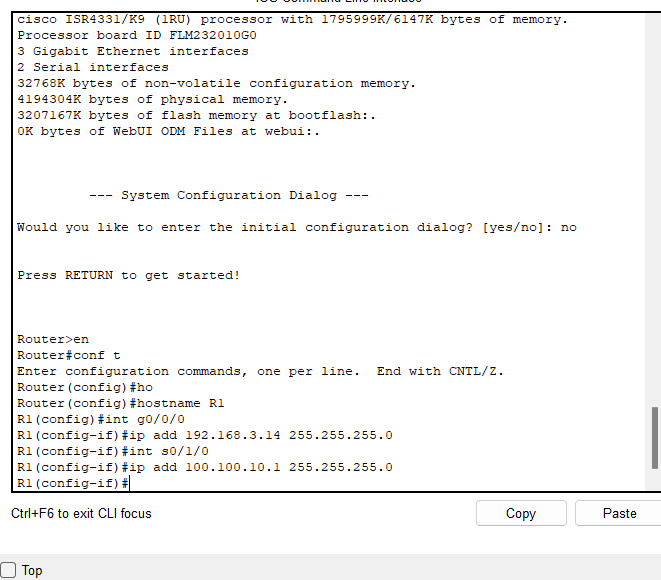 cisco ISR4331/K9 (1RU) processor with 1795999K/6147K bytes of memory.
Processor board ID FLM232010G0
3 Gigabit Ethernet interfaces
2 Serial interfaces
32768K bytes of non-volatile configuration memory.
4194304K bytes of physical memory.
3207167K bytes of flash memory at bootflash:.
0K bytes of WebUI ODM Files at webui:.
--- System Configuration Dialog ---
Would you like to enter the initial configuration dialog? [yes/no]: no
Press RETURN to get started!
Router>en
Router#conf t
Enter configuration commands, one per line.  End with CNTL/Z.
Router(config)#ho
Router(config)#hostname R1
R1(config)#int g0/0/0
R1(config-if)#ip add 192.168.3.14 255.255.255.0
R1(config-if)#int s0/1/0
R1(config-if)#ip add 100.100.10.1 255.255.255.0
R1(config-if)#
Ctrl+F6 to exit CLI focus
Copy
Paste
Top